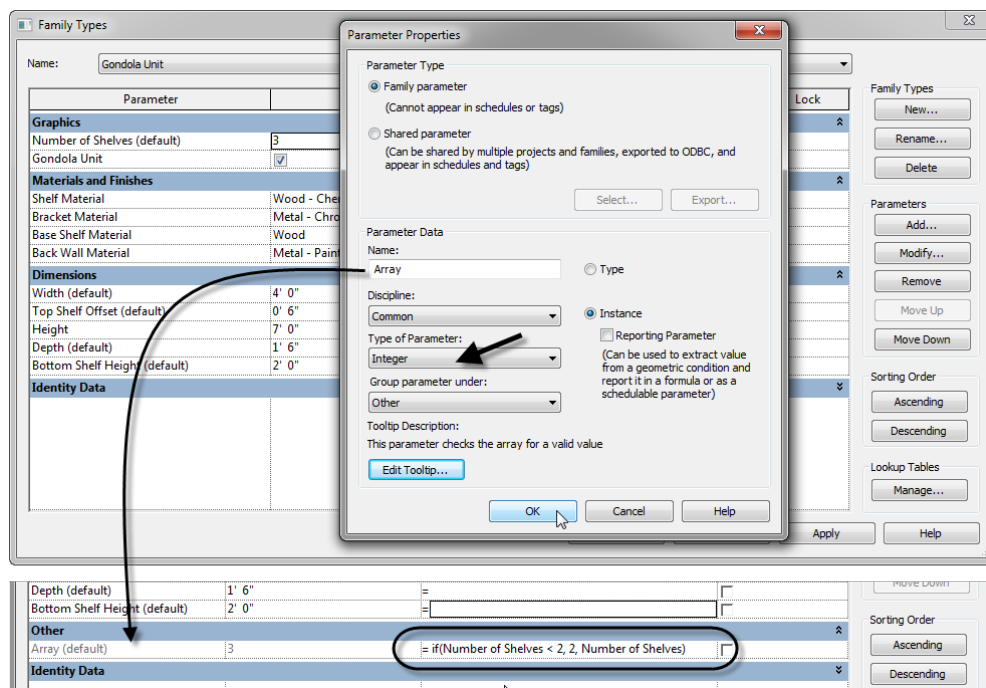 Family Types
Name: Gondola Unit
Parameter Lock
Graphics
Number of Shelves (default) 3
Gondola Unit
Materials and Finishes
Shelf Material Wood - Che
Bracket Material Metal - Chro
Base Shelf Material Wood
Back Wall Material Metal - Paint
Dimensions
Width (default) 4' 0"
Top Shelf Offset (default) 0' 6"
Height 7' 0"
Depth (default) 1' 6"
Bottom Shelf Height (default) 2' 0"
Identity Data
Parameter Properties
Parameter Type
Family parameter
(Cannot appear in schedules or tags)
Shared parameter
(Can be shared by multiple projects and families, exported to ODBC, and
appear in schedules and tags)
Select... Export...
Parameter Data
Name:
Array
Type
Discipline:
Common
Instance
Type of Parameter:
Reporting Parameter
Integer
(Can be used to extract value
from a geometric condition and
report it in a formula or as a
schedulable parameter)
Group parameter under:
Other
Tooltip Description:
This parameter checks the array for a valid value
Edit Tooltip...
OK Cancel Help
Family Types
New...
Rename...
Delete
Parameters
Add...
Modify...
Remove
Move Up
Move Down
Sorting Order
Ascending
Descending
Lookup Tables
Manage...
Apply Help
Depth (default) 1' 6" =
Bottom Shelf Height (default) 2' 0" =
Other
Array (default) 3 = if(Number of Shelves < 2, 2, Number of Shelves)
Identity Data
Move Down
Sorting Order
Ascending
Descending